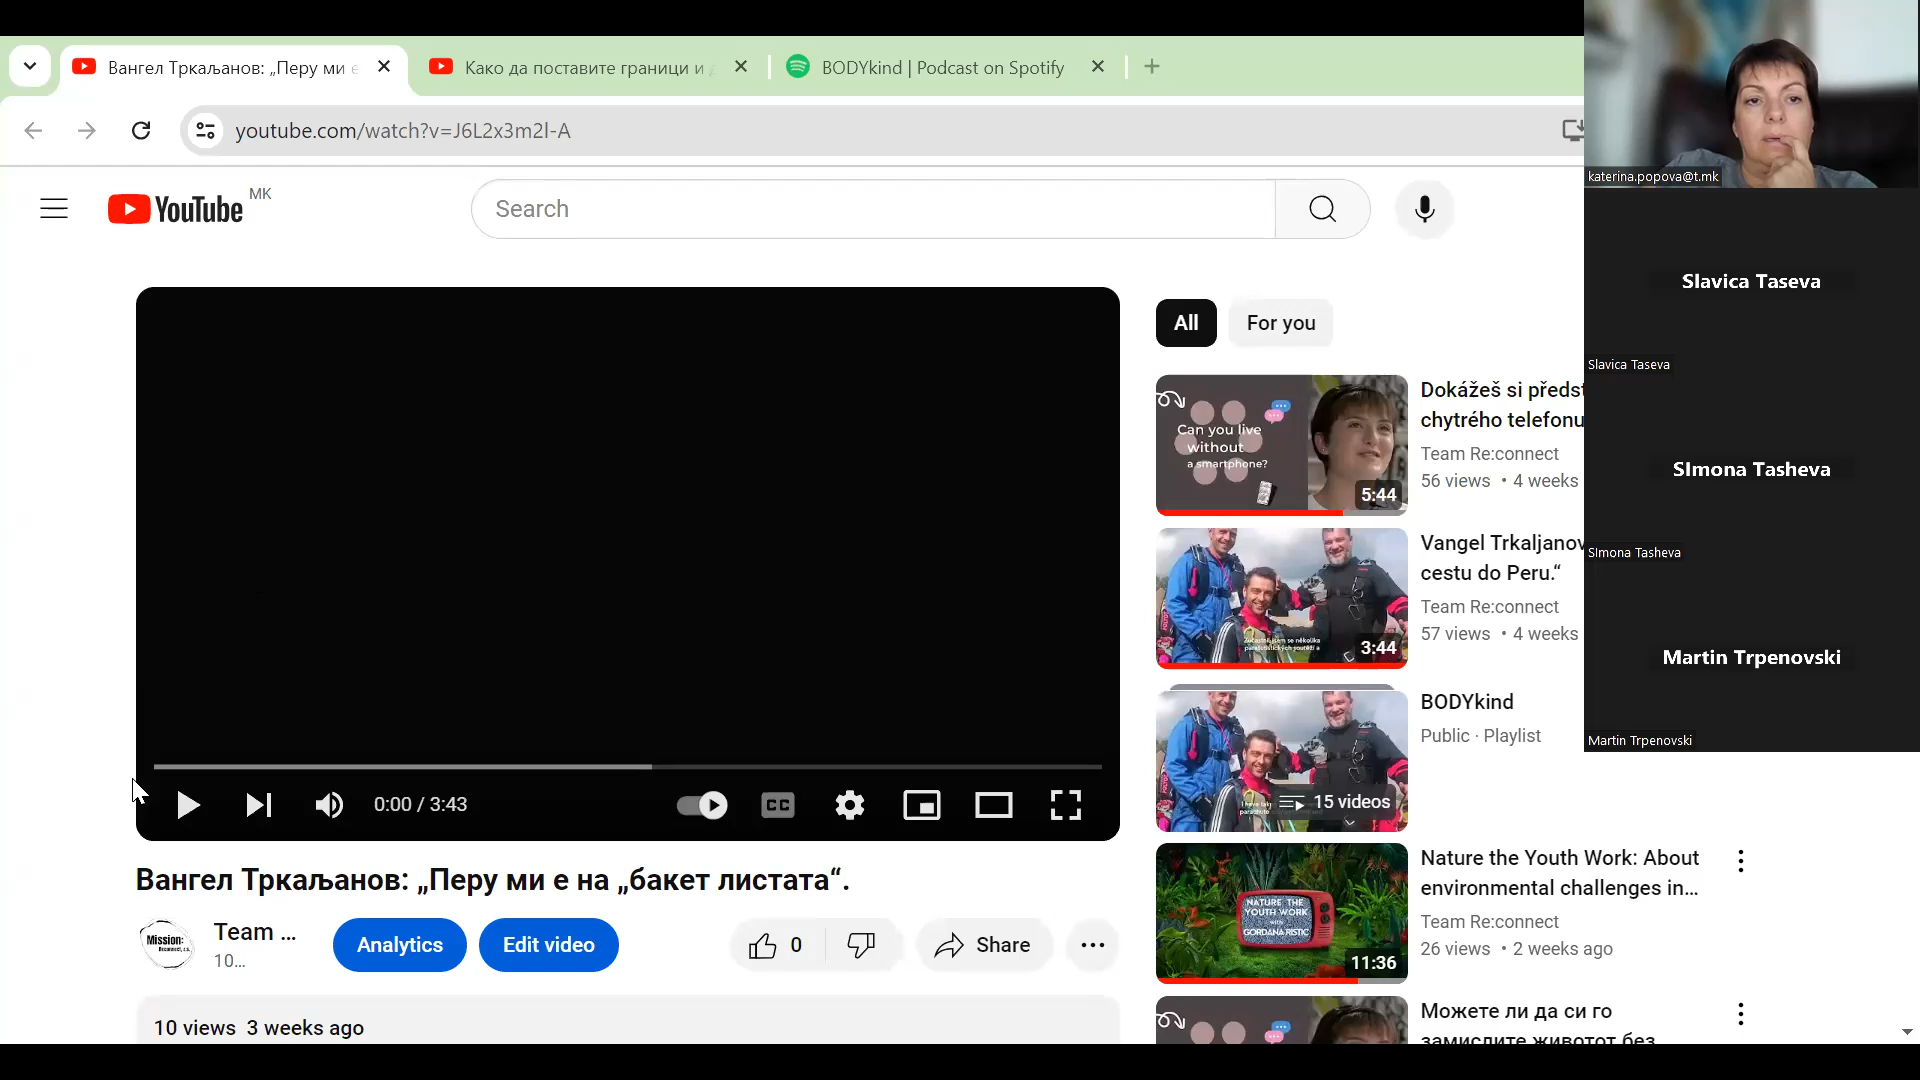 Вангел Тркаљанов: „Перу ми е
Како да поставите граници и
BODYkind | Podcast on Spotify
youtube.com/watch?v=J6L2x3m2l-A
YouTube MK
Search
0:00 / 3:43
CC
Вангел Тркаљанов: „Перу ми е на „бакет листата“.
Mission:
Reconnect, z.s.
Team ...
10...
Analytics
Edit video
0
Share
10 views 3 weeks ago
All
For you
Can you live
without
a smartphone?
5:44
Dokážeš si předst
chytrého telefonu
Team Re:connect
56 views • 4 weeks
3:44
Vangel Trkaljanov
cestu do Peru.“
Team Re:connect
57 views • 4 weeks
15 videos
BODYkind
Public · Playlist
NATURE THE
YOUTH WORK
WITH
GORDANA RISTIC
11:36
Nature the Youth Work: About
environmental challenges in...
Team Re:connect
26 views • 2 weeks ago
Можете ли да си го
замислите животот без
katerina.popova@t.mk
Slavica Taseva
Slavica Taseva
SImona Tasheva
SImona Tasheva
Martin Trpenovski
Martin Trpenovski